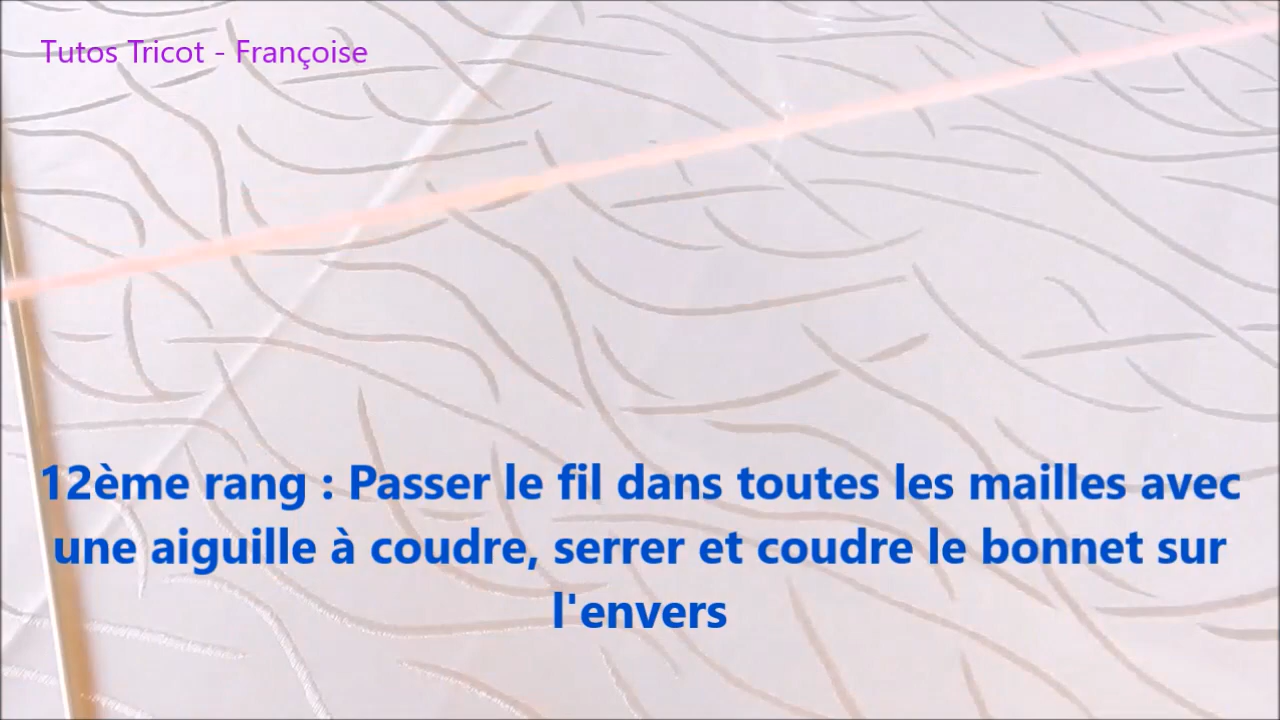 Tutos Tricot - Françoise
12ème rang : Passer le fil dans toutes les mailles avec
une aiguille à coudre, serrer et coudre le bonnet sur
l'envers